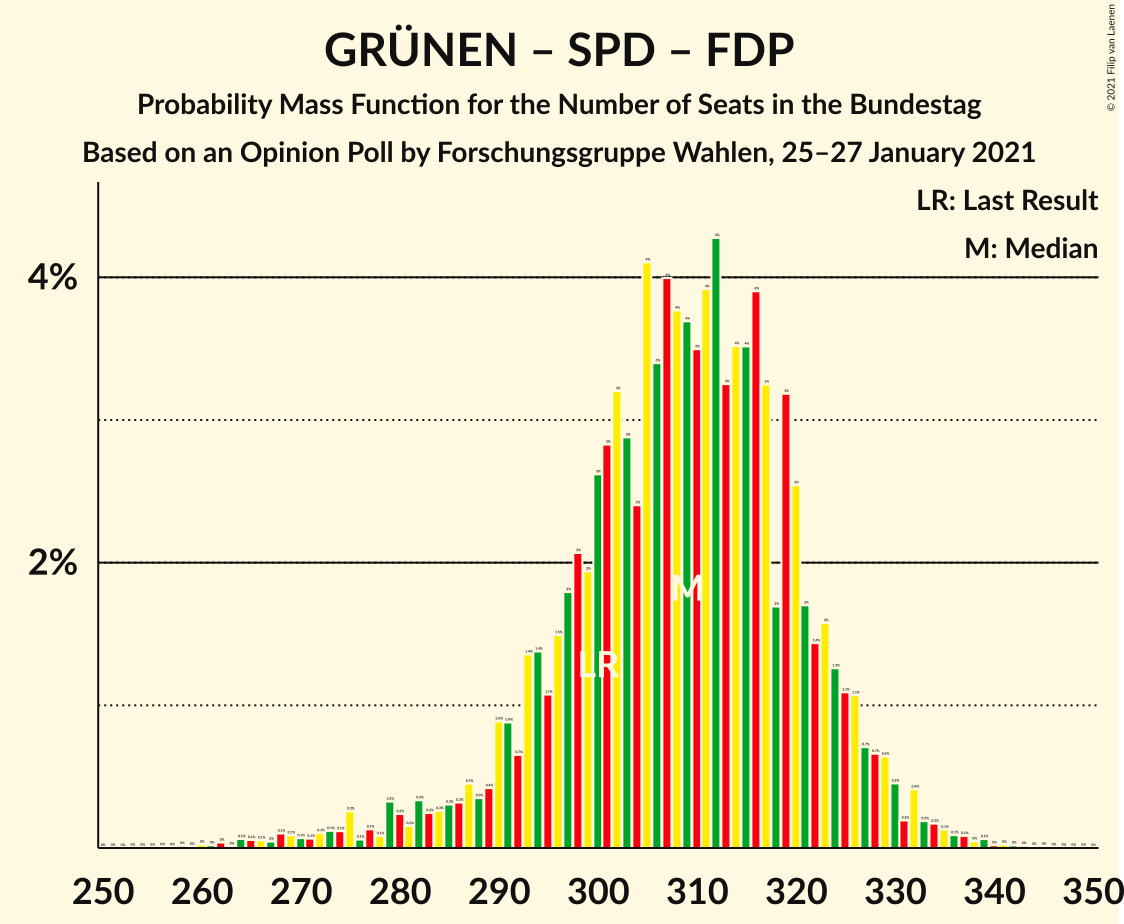 GRÜNEN – SPD – FDP
Probability Mass Function for the Number of Seats in the Bundestag
Based on an Opinion Poll by Forschungsgruppe Wahlen, 25–27 January 2021
© 2021 Filip van Laenen
LR: Last Result
M: Median
4%
2%
M
LR
250 260 270 280 290 300 310 320 330 340 350